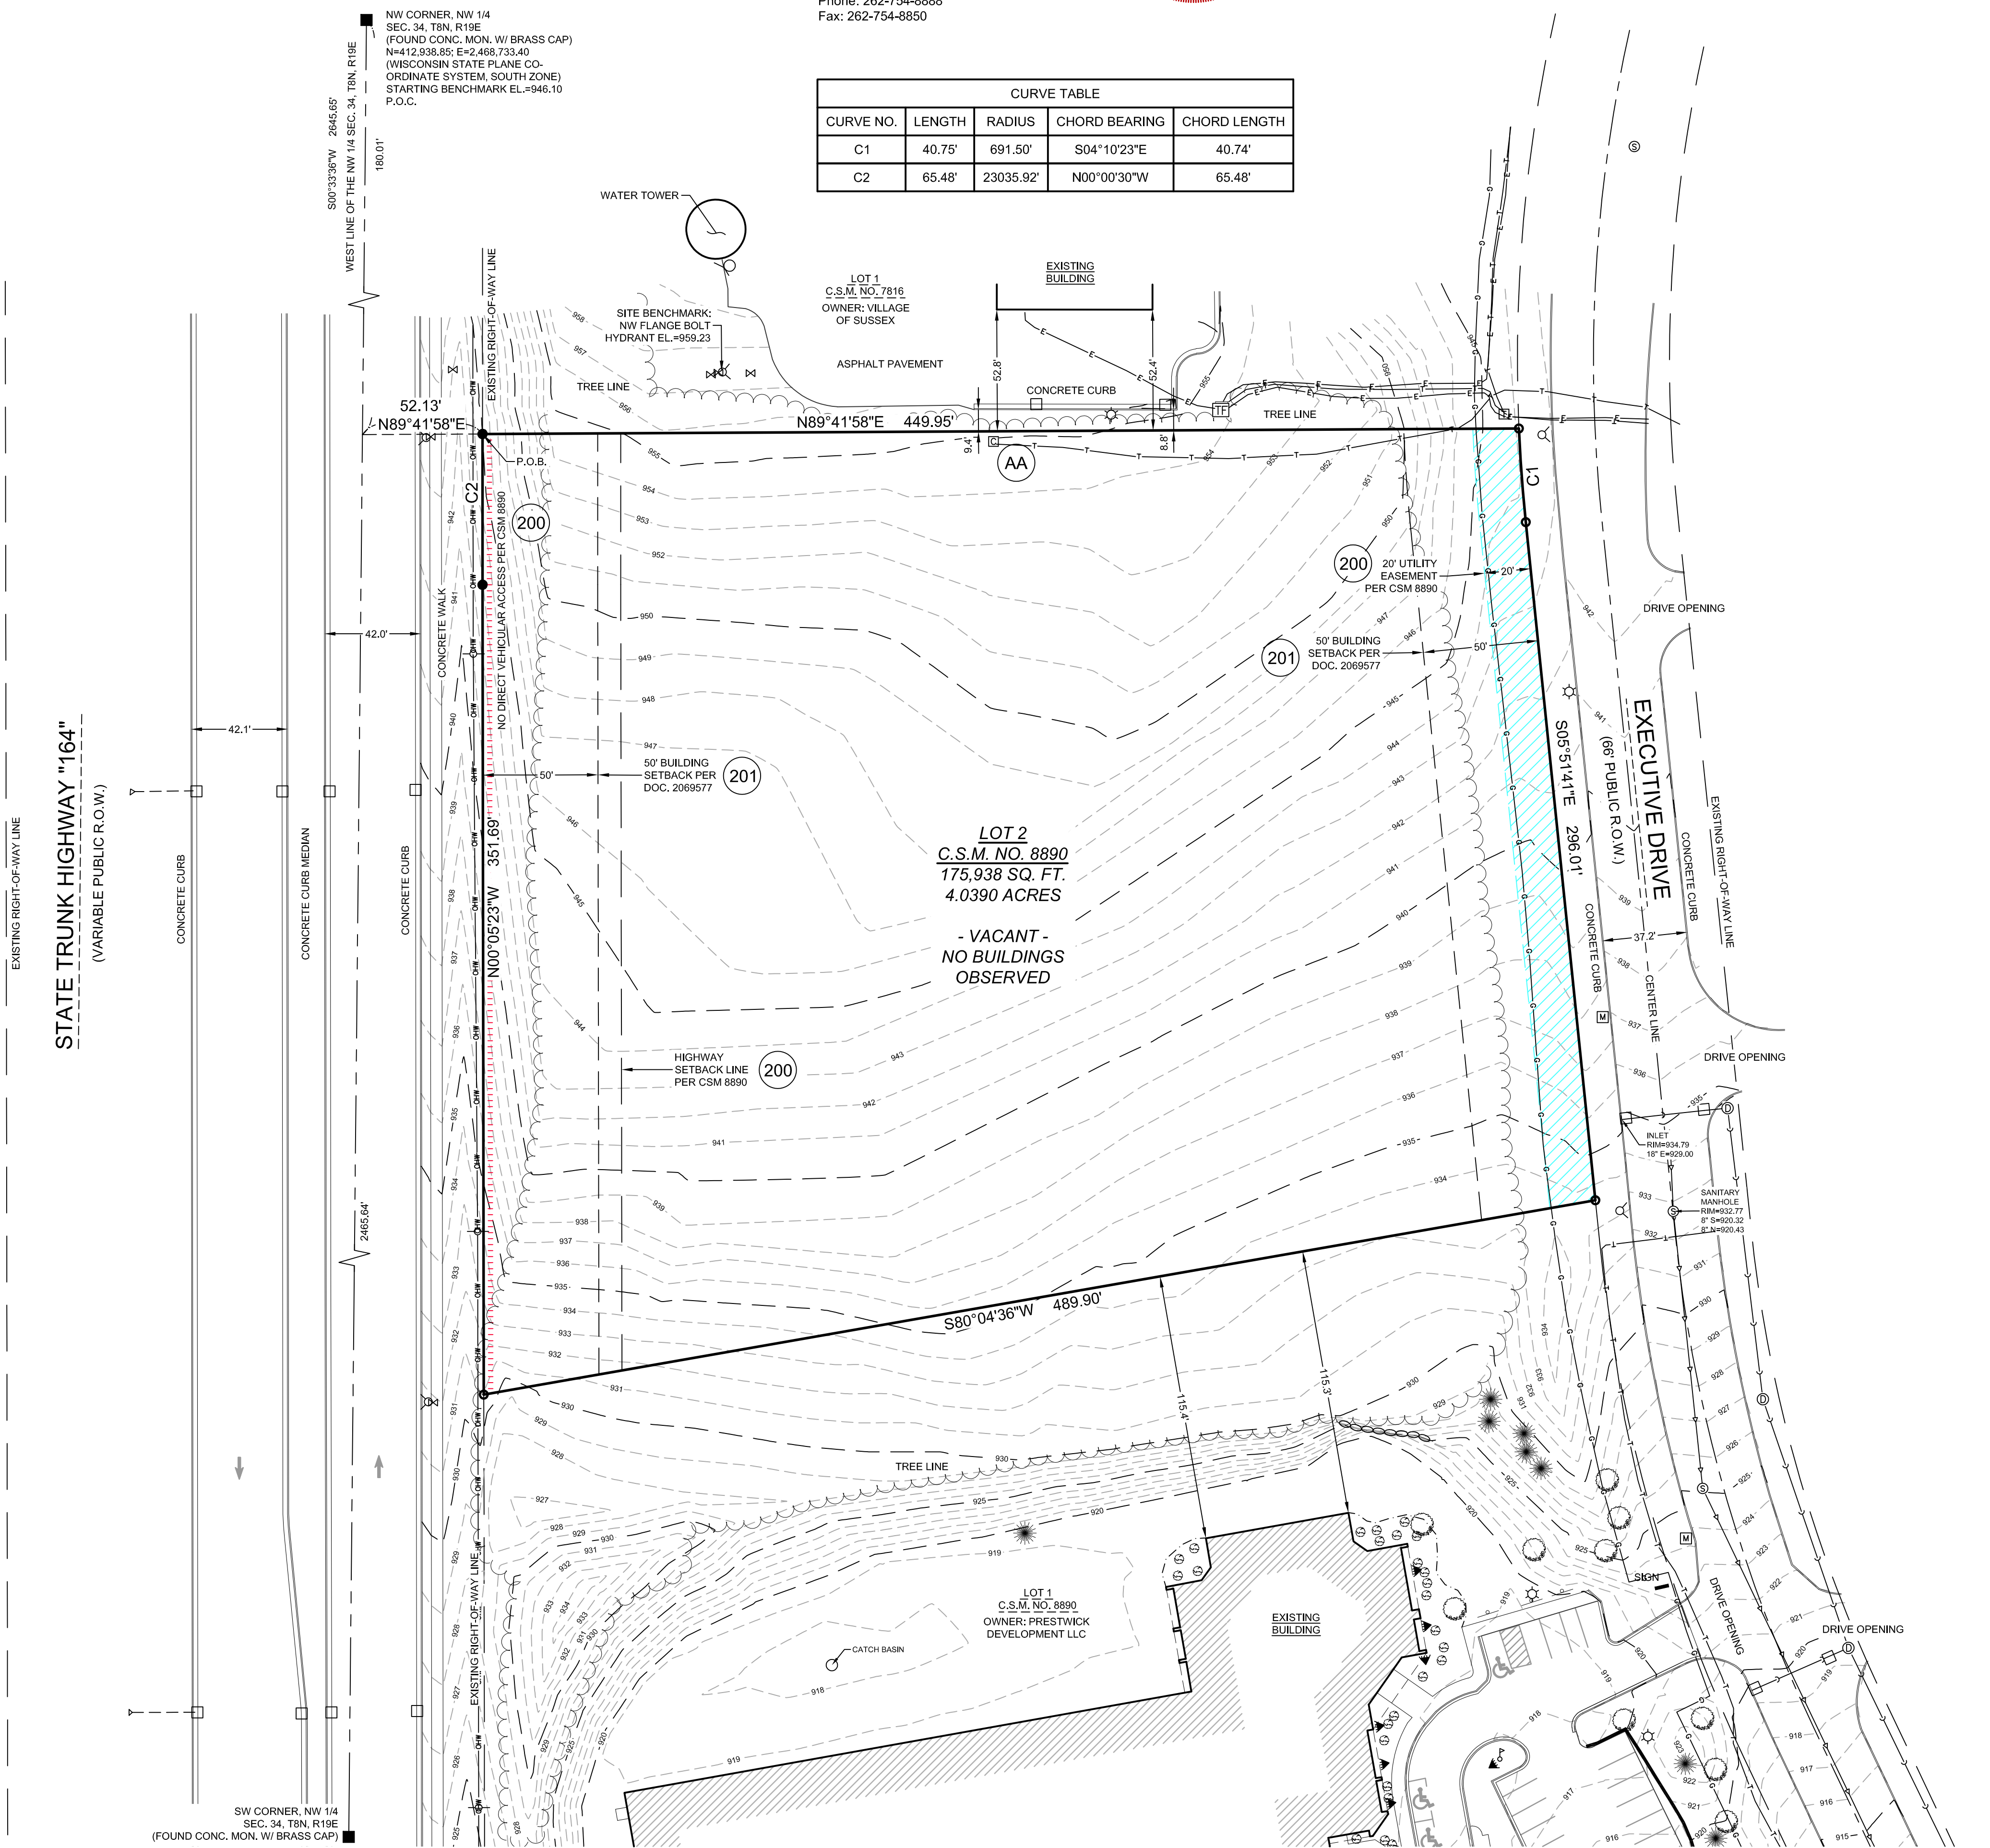 Phone: 262-754-8888
Fax: 262-754-8850
NW CORNER, NW 1/4
SEC. 34, T8N, R19E
(FOUND CONC. MON. W/ BRASS CAP)
N=412,938.85; E=2,468,733.40
(WISCONSIN STATE PLANE CO-
ORDINATE SYSTEM, SOUTH ZONE)
STARTING BENCHMARK EL.=946.10
P.O.C.
S00°33'36"W 2645.65'
WEST LINE OF THE NW 1/4 SEC. 34, T8N, R19E
180.01'
CURVE TABLE
CURVE NO. LENGTH RADIUS CHORD BEARING CHORD LENGTH
C1 40.75' 691.50' S04°10'23"E 40.74'
C2 65.48' 23035.92' N00°00'30"W 65.48'
WATER TOWER
EXISTING RIGHT-OF-WAY LINE
SITE BENCHMARK:
NW FLANGE BOLT
HYDRANT EL.=959.23
LOT 1
C.S.M. NO. 7816
OWNER: VILLAGE
OF SUSSEX
EXISTING
BUILDING
ASPHALT PAVEMENT
CONCRETE CURB
TREE LINE
TREE LINE
52.8'
52.4'
9.4'
8.8'
TF
52.13'
N89°41'58"E
N89°41'58"E 449.95'
P.O.B.
AA
C1
C2
200
NO DIRECT VEHICULAR ACCESS PER CSM 8890
CONCRETE WALK
42.0'
42.1'
200
20' UTILITY
EASEMENT
PER CSM 8890
20'
201
50' BUILDING
SETBACK PER
DOC. 2069577
50'
DRIVE OPENING
50'
50' BUILDING
SETBACK PER
DOC. 2069577
201
STATE TRUNK HIGHWAY "164"
(VARIABLE PUBLIC R.O.W.)
EXISTING RIGHT-OF-WAY LINE
CONCRETE CURB
CONCRETE CURB MEDIAN
CONCRETE CURB
N00°05'23"W 351.69'
LOT 2
C.S.M. NO. 8890
175,938 SQ. FT.
4.0390 ACRES
- VACANT -
NO BUILDINGS
OBSERVED
S05°51'41"E 296.01'
EXECUTIVE DRIVE
(66' PUBLIC R.O.W.)
CONCRETE CURB
CONCRETE CURB
EXISTING RIGHT-OF-WAY LINE
37.2'
CENTER LINE
HIGHWAY
SETBACK LINE
PER CSM 8890
200
DRIVE OPENING
INLET
RIM=934.79
18" E=929.00
SANITARY
MANHOLE
RIM=932.77
8" S=920.32
8" N=920.43
2465.64'
S80°04'36"W 489.90'
115.4'
115.3'
TREE LINE
LOT 1
C.S.M. NO. 8890
OWNER: PRESTWICK
DEVELOPMENT LLC
CATCH BASIN
EXISTING
BUILDING
SIGN
DRIVE OPENING
DRIVE OPENING
EXISTING RIGHT-OF-WAY LINE
SW CORNER, NW 1/4
SEC. 34, T8N, R19E
(FOUND CONC. MON. W/ BRASS CAP)